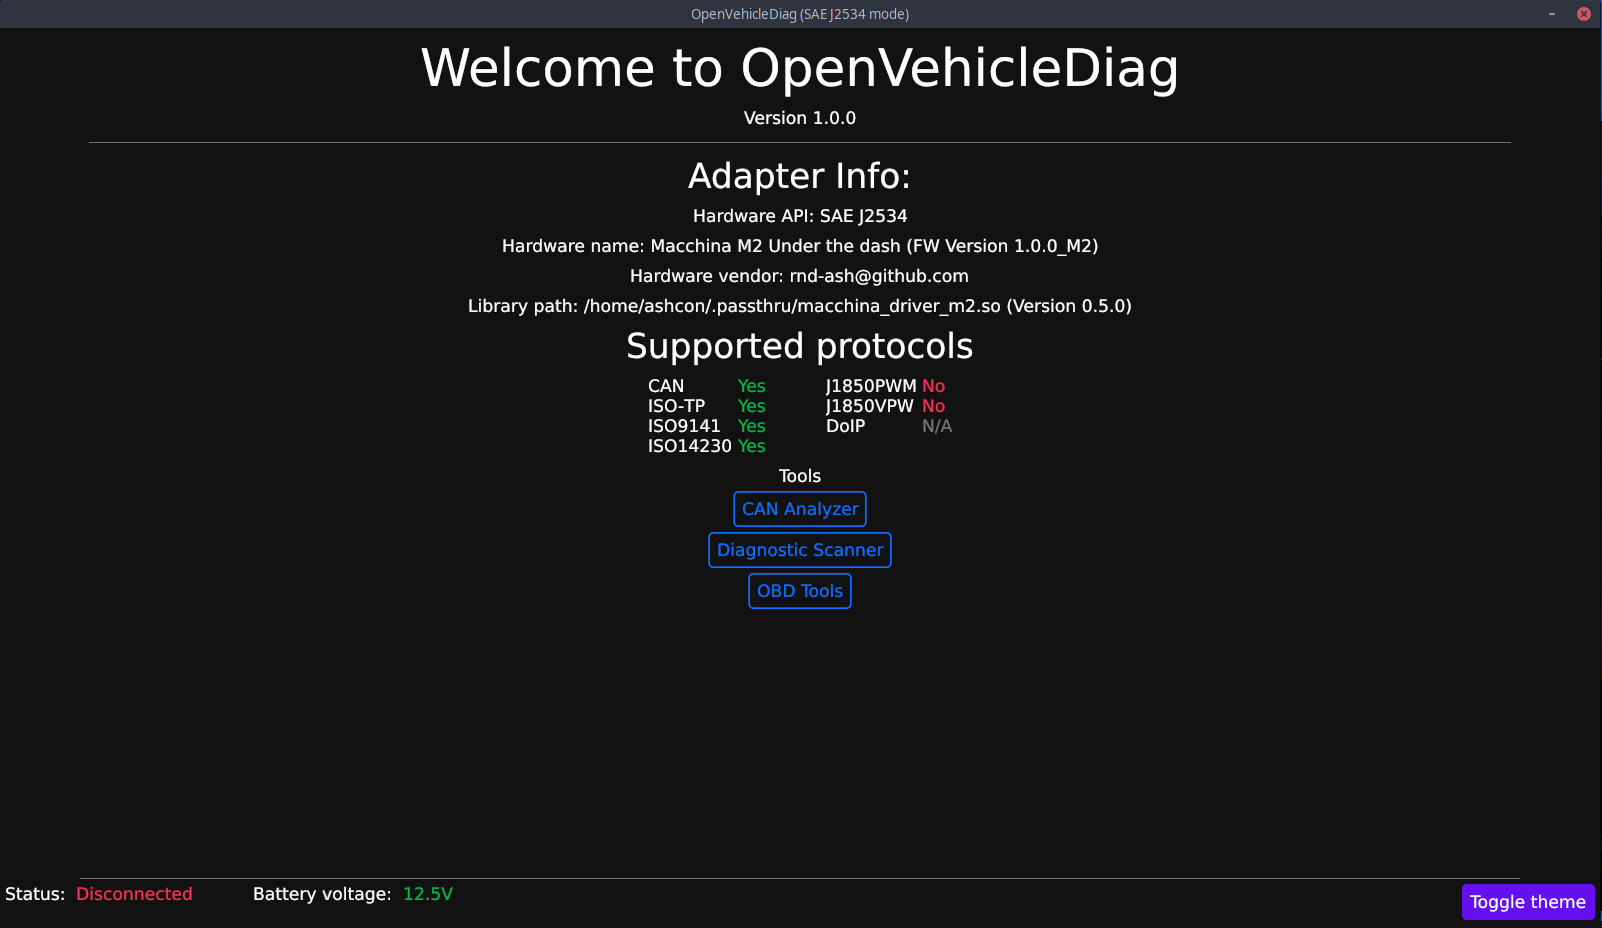 OpenVehicleDiag (SAE J2534 mode)
Welcome to OpenVehicleDiag
Version 1.0.0
Adapter Info:
Hardware API: SAE J2534
Hardware name: Macchina M2 Under the dash (FW Version 1.0.0_M2)
Hardware vendor: rnd-ash@github.com
Library path: /home/ashcon/.passthru/macchina_driver_m2.so (Version 0.5.0)
Supported protocols
CAN Yes J1850PWM No
ISO-TP Yes J1850VPW No
ISO9141 Yes DoIP N/A
ISO14230 Yes
Tools
CAN Analyzer
Diagnostic Scanner
OBD Tools
Status: Disconnected Battery voltage: 12.5V
Toggle theme